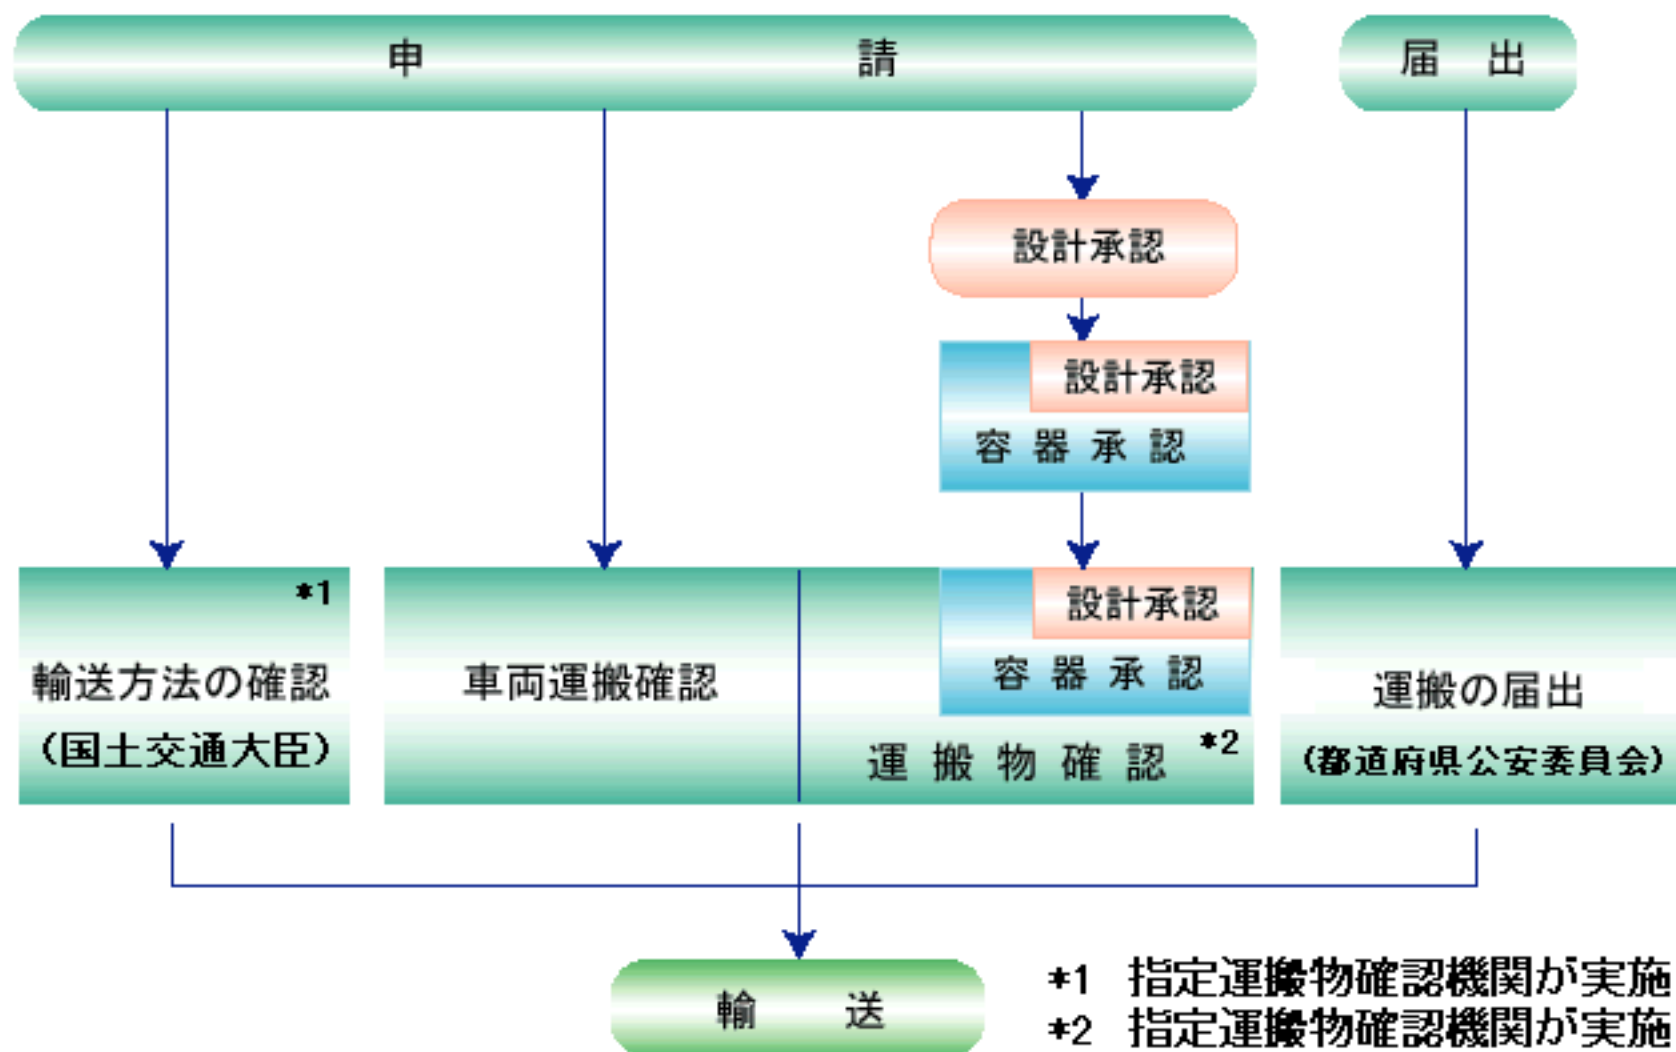 申請
届出
設計承認
設計承認
容器承認
*1
輸送方法の確認
(国土交通大臣)
車両運搬確認
設計承認
容器承認
運搬物確認 *2
運搬の届出
(都道府県公安委員会)
輸送
*1 指定運搬物確認機関が実施
*2 指定運搬物確認機関が実施